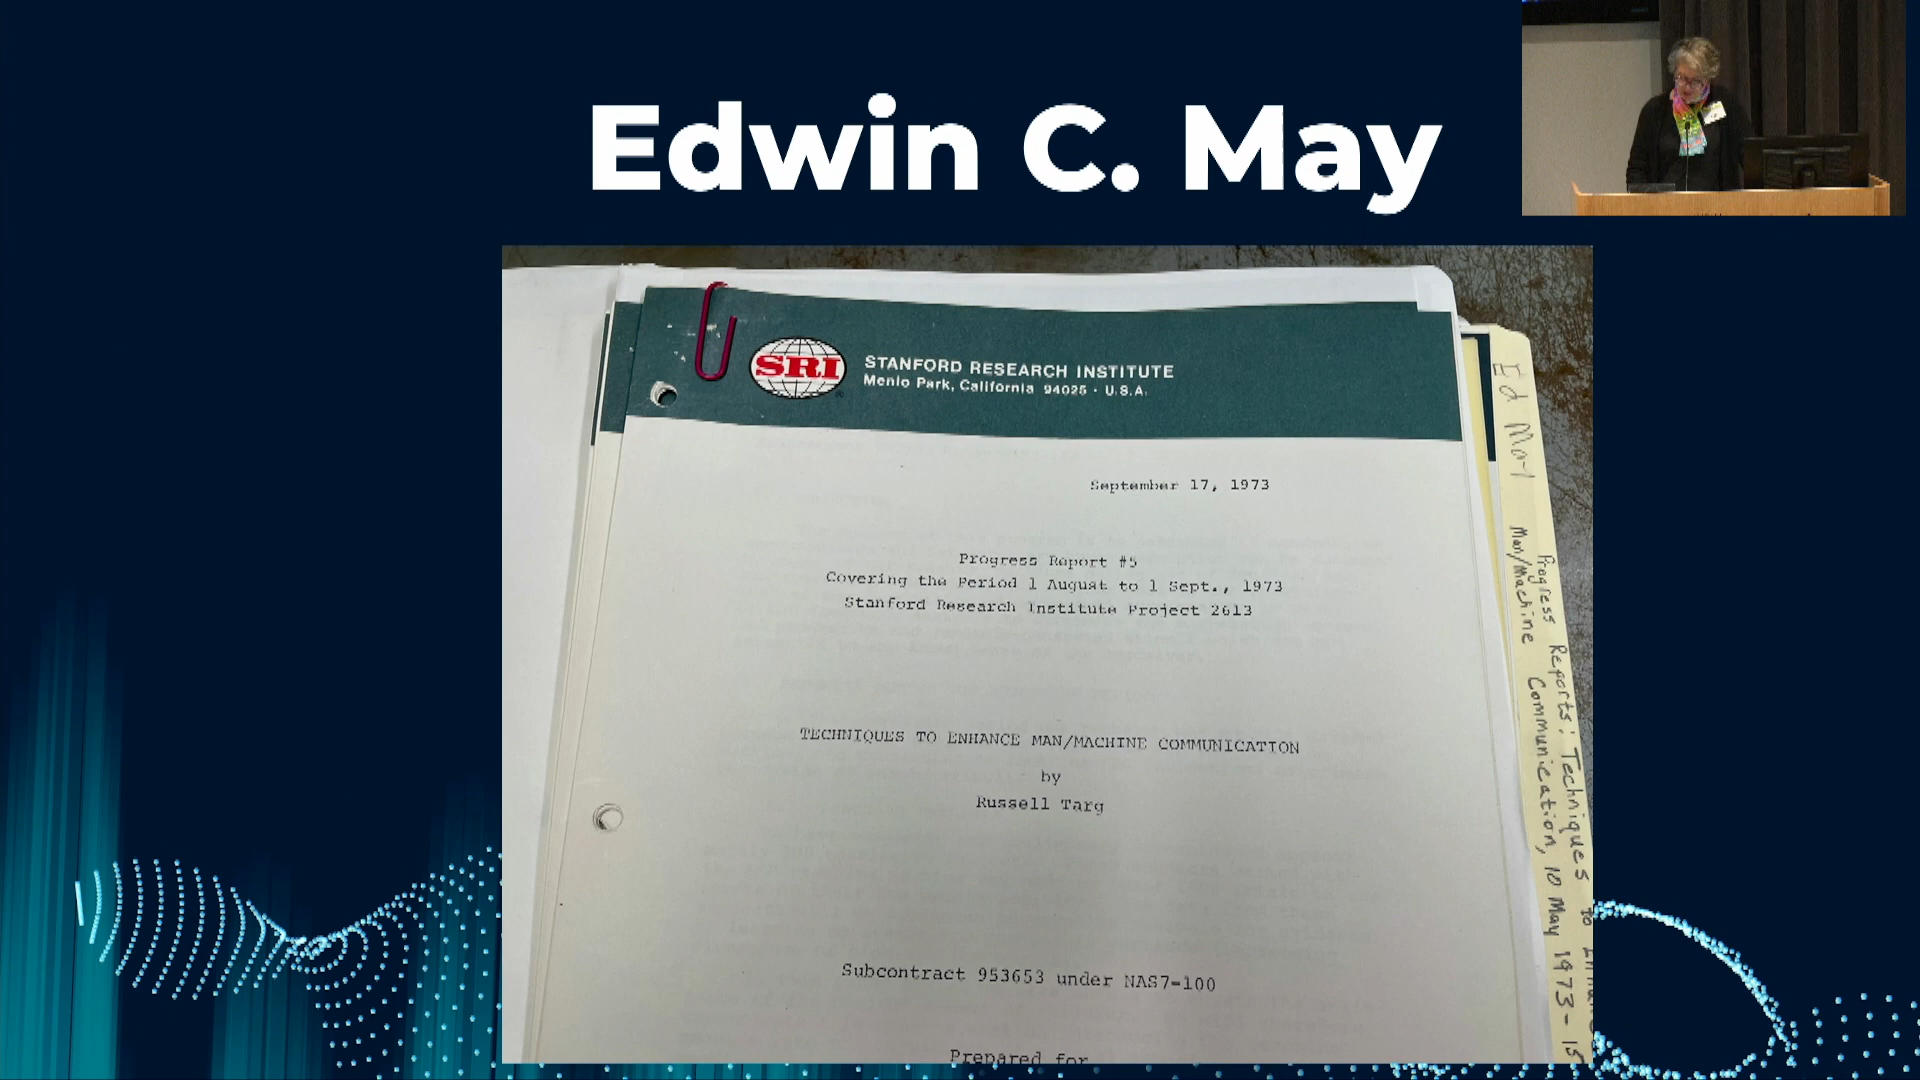 Edwin C. May
SRI
STANFORD RESEARCH INSTITUTE
Menlo Park, California 94025 · U.S.A.
September 17, 1973
Progress Report #5
Covering the Period 1 August to 1 Sept., 1973
Stanford Research Institute Project 2613
TECHNIQUES TO ENHANCE MAN/MACHINE COMMUNICATION
by
Russell Targ
Subcontract 953653 under NAS7-100
Prepared for
Ed May
Progress Reports: Techniques to
Man/Machine Communication, 10 May 1973 - 15